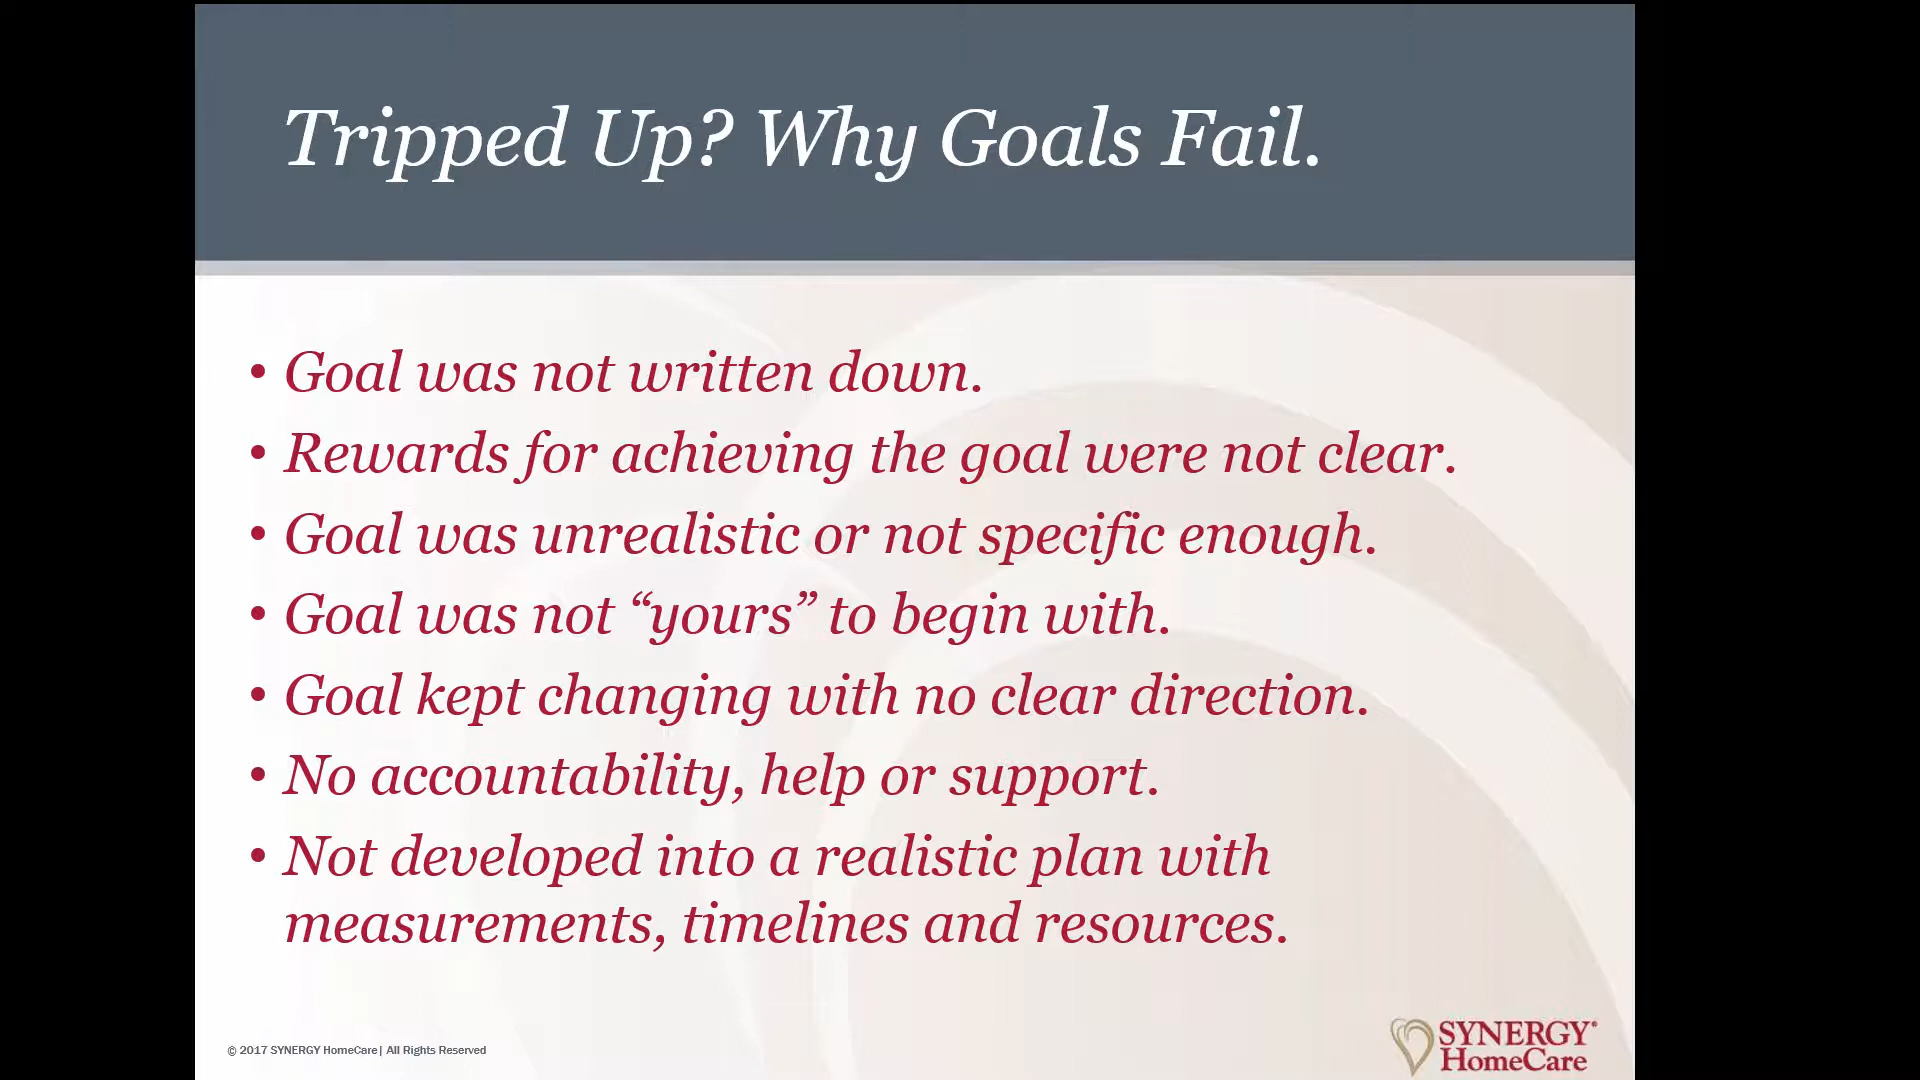 Tripped Up? Why Goals Fail.
• Goal was not written down.
• Rewards for achieving the goal were not clear.
• Goal was unrealistic or not specific enough.
• Goal was not “yours” to begin with.
• Goal kept changing with no clear direction.
• No accountability, help or support.
• Not developed into a realistic plan with
measurements, timelines and resources.
© 2017 SYNERGY HomeCare| All Rights Reserved
SYNERGY®
HomeCare